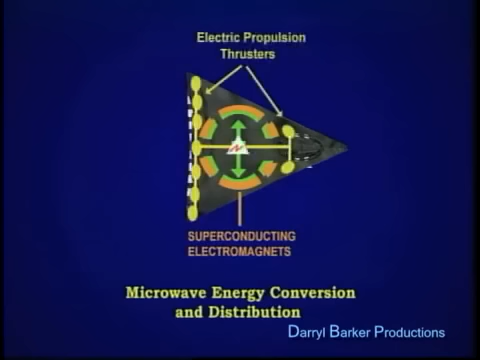 Electric Propulsion
Thrusters
SUPERCONDUCTING
ELECTROMAGNETS
Microwave Energy Conversion
and Distribution
Darryl Barker Productions